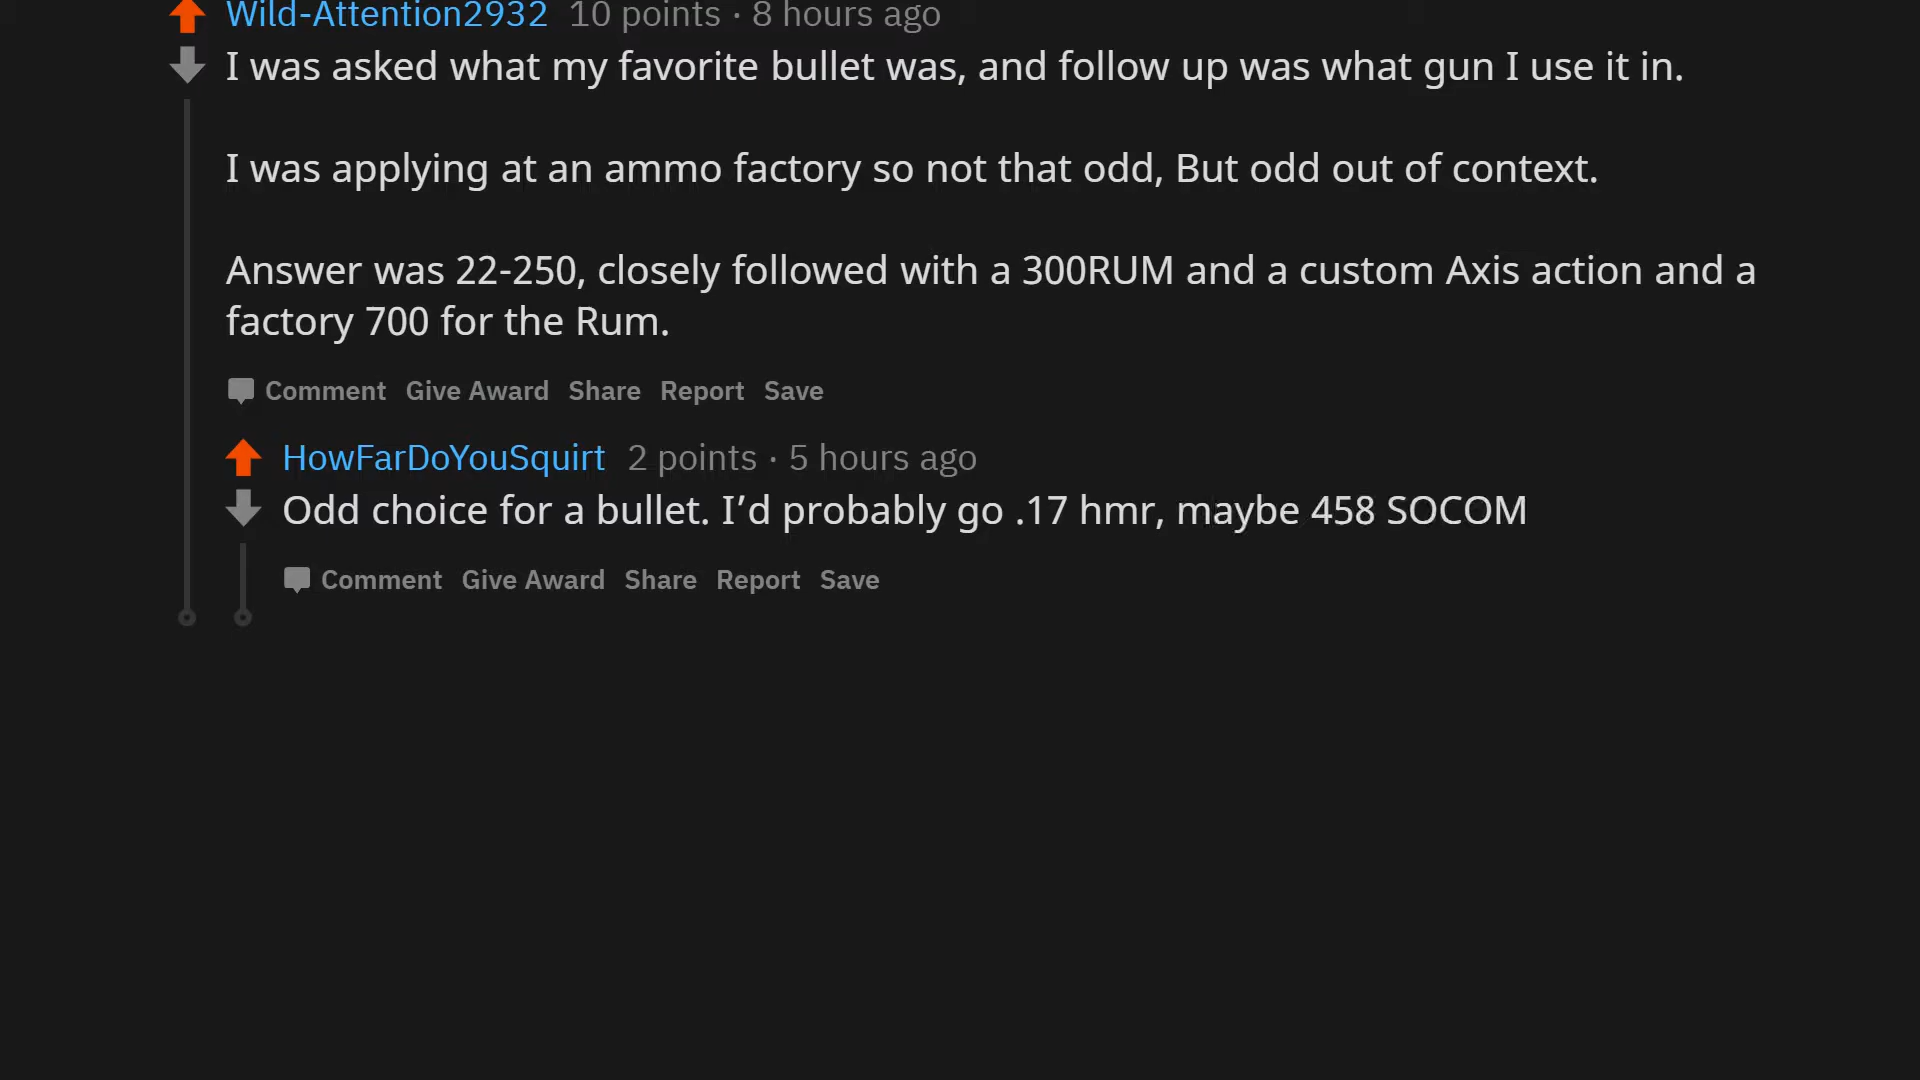 Wild-Attention2932 10 points · 8 hours ago
I was asked what my favorite bullet was, and follow up was what gun I use it in.
I was applying at an ammo factory so not that odd, But odd out of context.
Answer was 22-250, closely followed with a 300RUM and a custom Axis action and a
factory 700 for the Rum.
Comment Give Award Share Report Save
HowFarDoYouSquirt 2 points · 5 hours ago
Odd choice for a bullet. I’d probably go .17 hmr, maybe 458 SOCOM
Comment Give Award Share Report Save